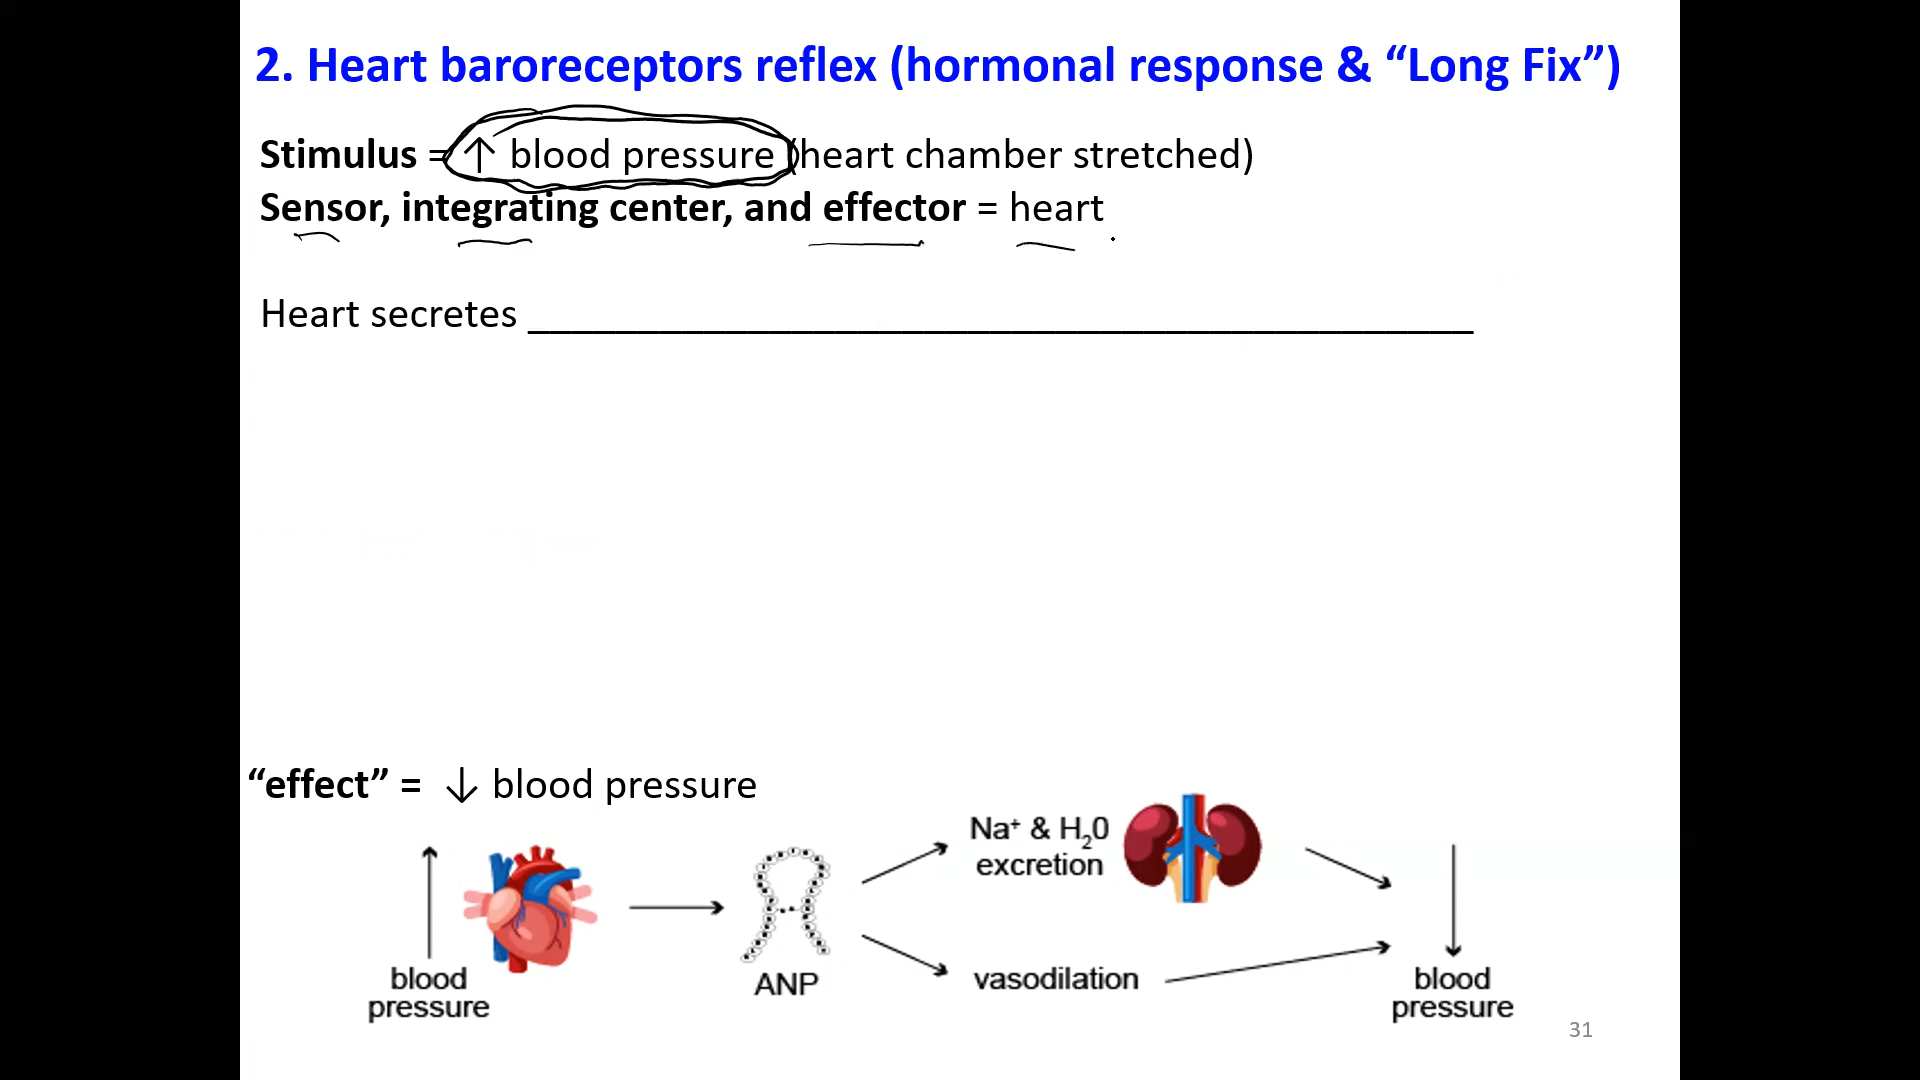 2. Heart baroreceptors reflex (hormonal response & “Long Fix”)
Stimulus = ↑ blood pressure (heart chamber stretched)
Sensor, integrating center, and effector = heart
Heart secretes ___________________________________________
“effect” = ↓ blood pressure
Na⁺ & H₂0
excretion
blood
pressure
ANP
vasodilation
blood
pressure
31